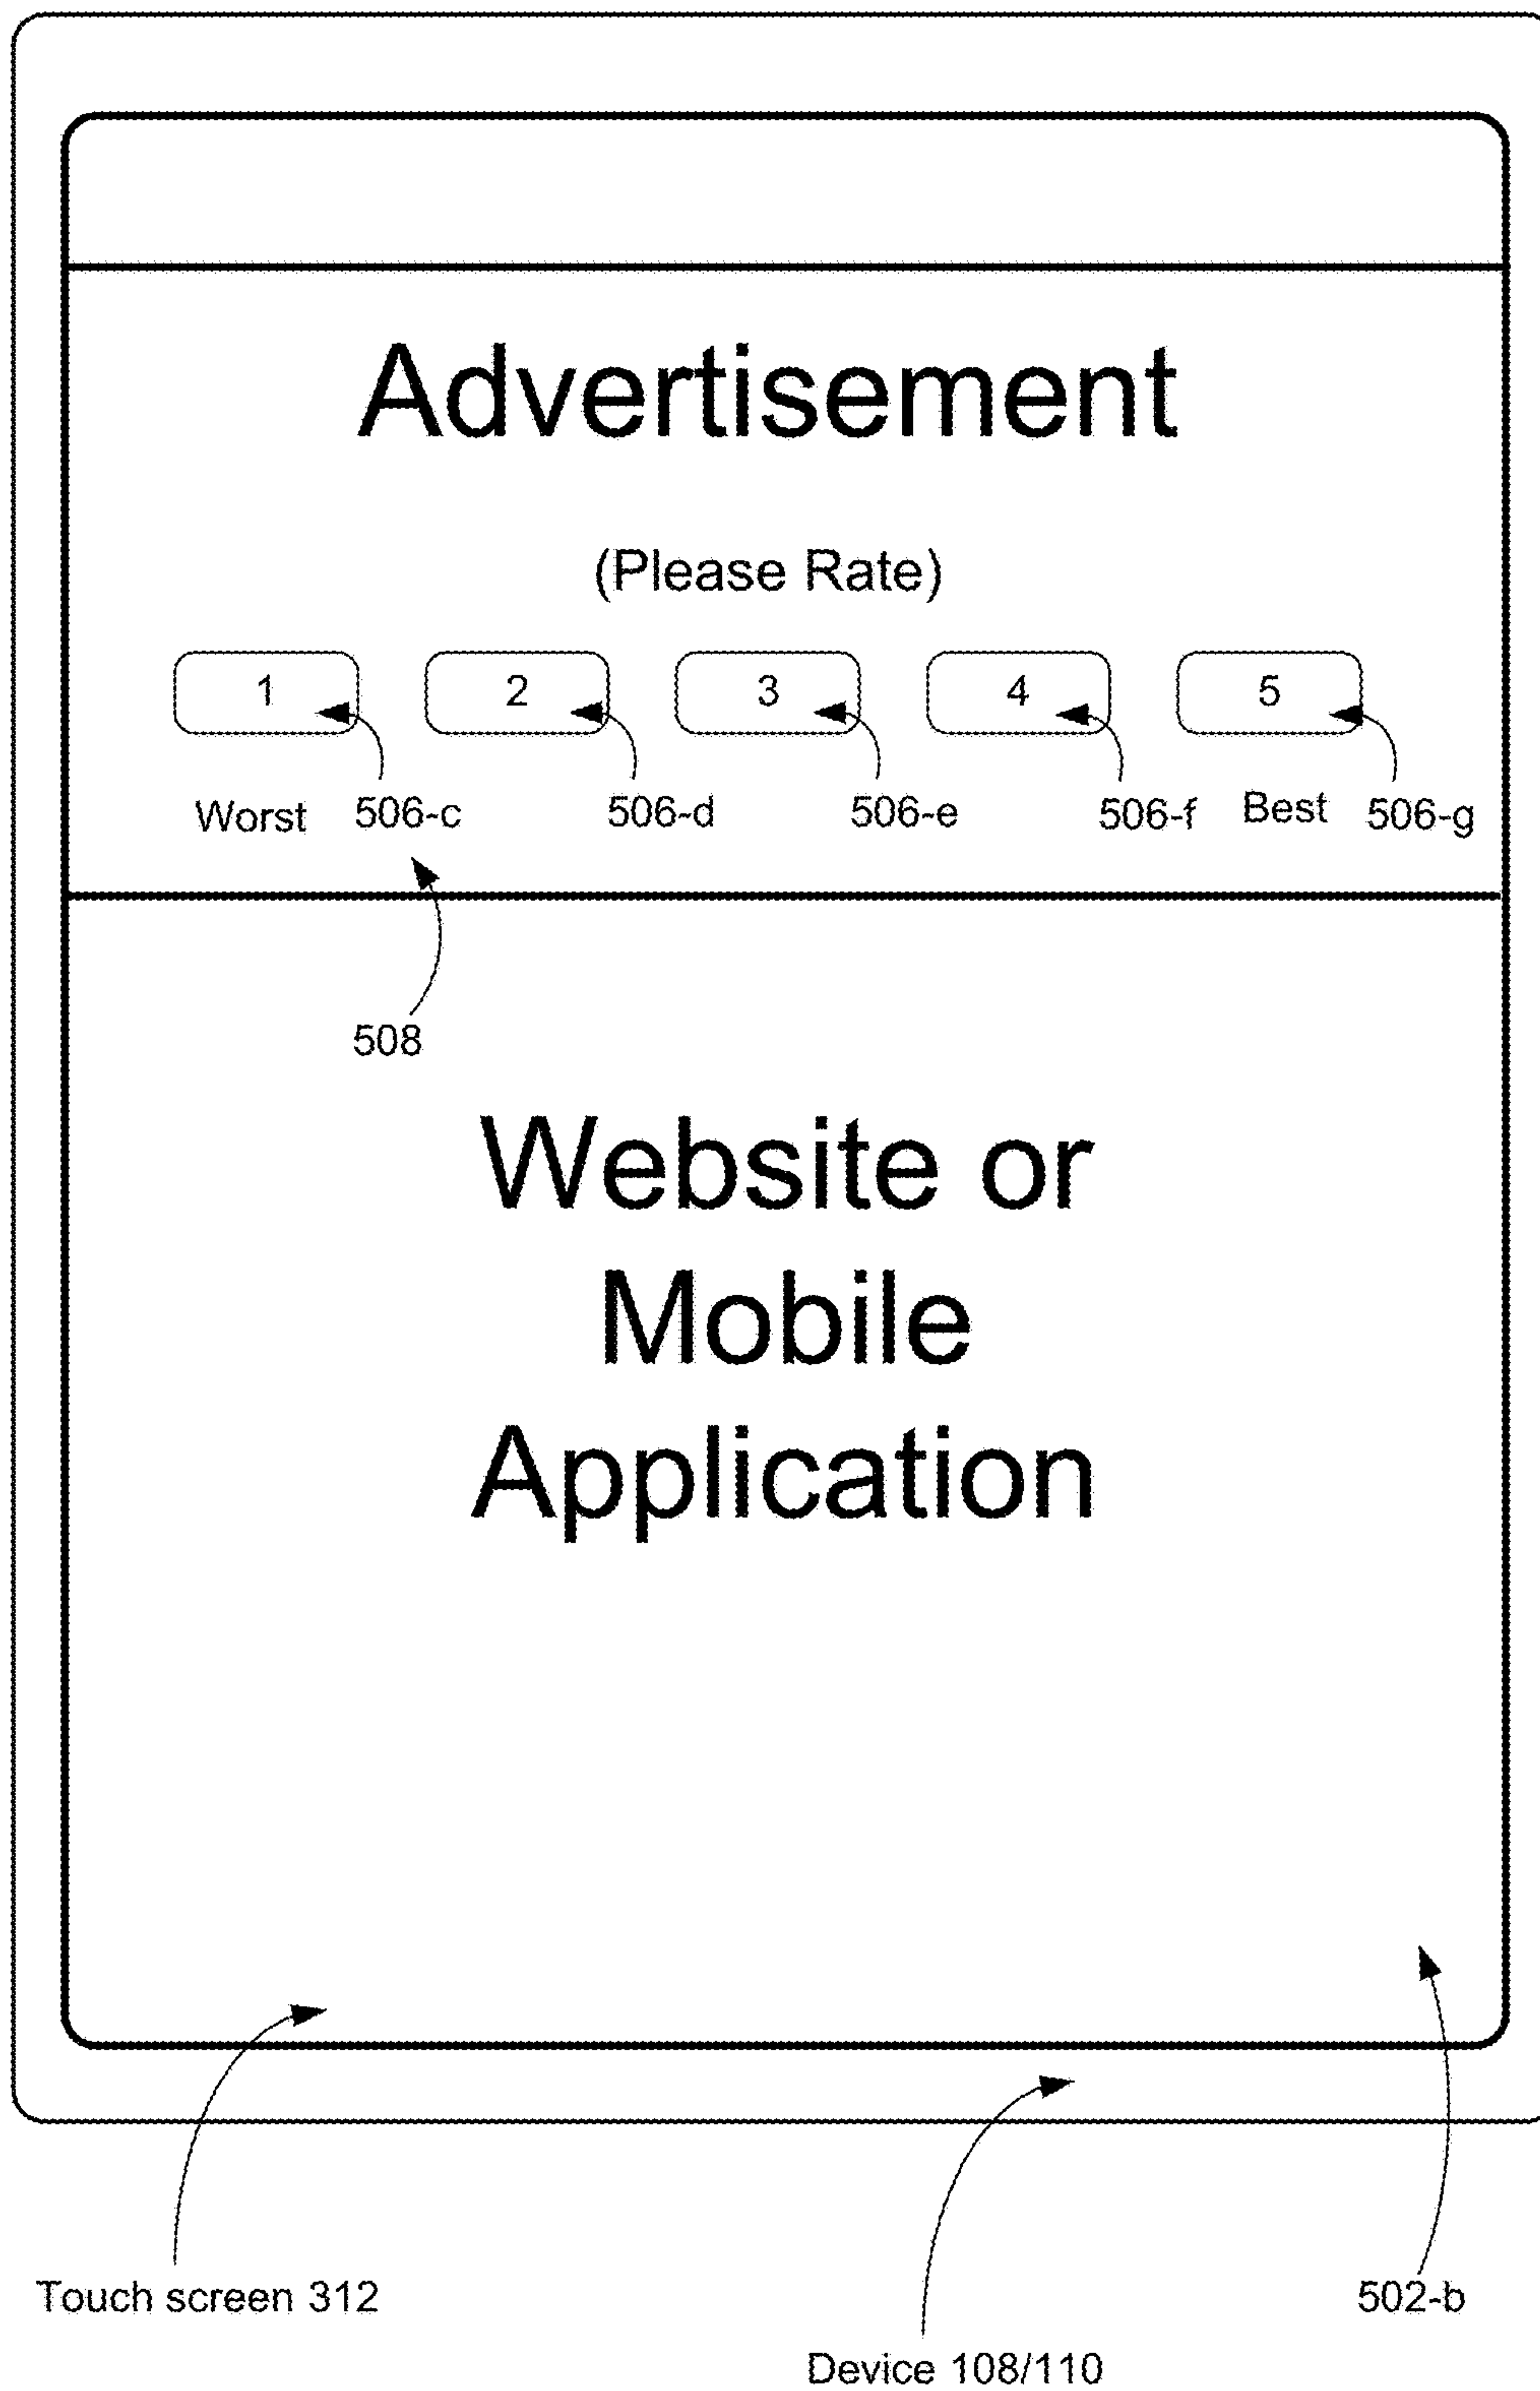 Advertisement
(Please Rate)
1 2 3 4 5
Worst 506-c 506-d 506-e 506-f Best 506-g
508
Website or
Mobile
Application
Touch screen 312
502-b
Device 108/110